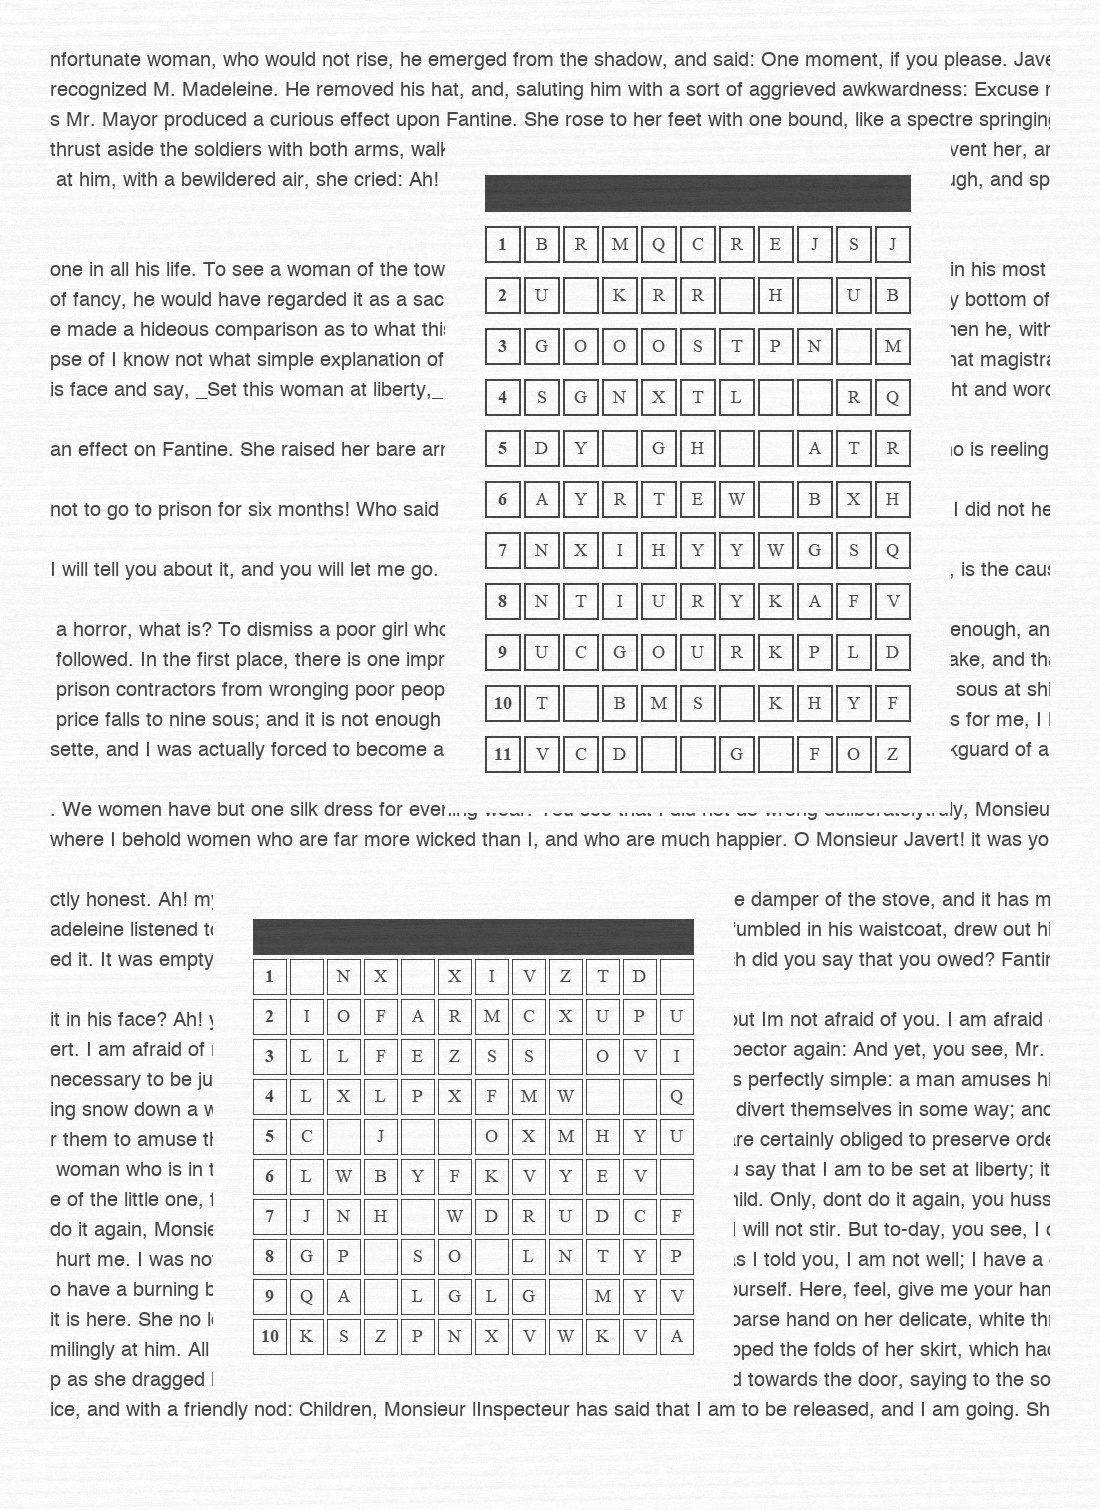 nfortunate woman, who would not rise, he emerged from the shadow, and said: One moment, if you please. Jave
recognized M. Madeleine. He removed his hat, and, saluting him with a sort of aggrieved awkwardness: Excuse
s Mr. Mayor produced a curious effect upon Fantine. She rose to her feet with one bound, like a spectre springing
thrust aside the soldiers with both arms, walk
at him, with a bewildered air, she cried: Ah!
one in all his life. To see a woman of the tow
of fancy, he would have regarded it as a sac
e made a hideous comparison as to what this
pse of I know not what simple explanation of
is face and say, _Set this woman at liberty,_
an effect on Fantine. She raised her bare arr
not to go to prison for six months! Who said
I will tell you about it, and you will let me go.
a horror, what is? To dismiss a poor girl who
followed. In the first place, there is one impr
prison contractors from wronging poor peop
price falls to nine sous; and it is not enough
sette, and I was actually forced to become a
1 B R M Q C R E J S J
2 U K R R H U B
3 G O O O S T P N M
4 S G N X T L R Q
5 D Y G H A T R
6 A Y R T E W B X H
7 N X I H Y Y W G S Q
8 N T I U R Y K A F V
9 U C G O U R K P L D
10 T B M S K H Y F
11 V C D G F O Z
vent her, an
ugh, and sp
in his most
y bottom of
hen he, with
hat magistra
ht and word
ho is reeling
I did not he
, is the caus
enough, an
ake, and tha
sous at shi
s for me, I
kguard of a
. We women have but one silk dress for evening wear. You see that I did not do wrong deliberatelytruly, Monsieu
where I behold women who are far more wicked than I, and who are much happier. O Monsieur Javert! it was yo
ctly honest. Ah! my
adeleine listened to
ed it. It was empty
it in his face? Ah! y
ert. I am afraid of
necessary to be ju
ing snow down a w
r them to amuse th
woman who is in t
e of the little one, f
do it again, Monsie
hurt me. I was not
o have a burning b
it is here. She no lo
milingly at him. All
p as she dragged
1 N X X I V Z T D
2 I O F A R M C X U P U
3 L L F E Z S S O V I
4 L X L P X F M W Q
5 C J O X M H Y U
6 L W B Y F K V Y E V
7 J N H W D R U D C F
8 G P S O L N T Y P
9 Q A L G L G M Y V
10 K S Z P N X V W K V A
e damper of the stove, and it has m
fumbled in his waistcoat, drew out hi
h did you say that you owed? Fantin
but Im not afraid of you. I am afraid
pector again: And yet, you see, Mr.
s perfectly simple: a man amuses hi
divert themselves in some way; and
are certainly obliged to preserve orde
u say that I am to be set at liberty; it
hild. Only, dont do it again, you huss
I will not stir. But to-day, you see, I c
as I told you, I am not well; I have a
ourself. Here, feel, give me your han
oarse hand on her delicate, white thr
pped the folds of her skirt, which had
d towards the door, saying to the so
ice, and with a friendly nod: Children, Monsieur lInspecteur has said that I am to be released, and I am going. Sh